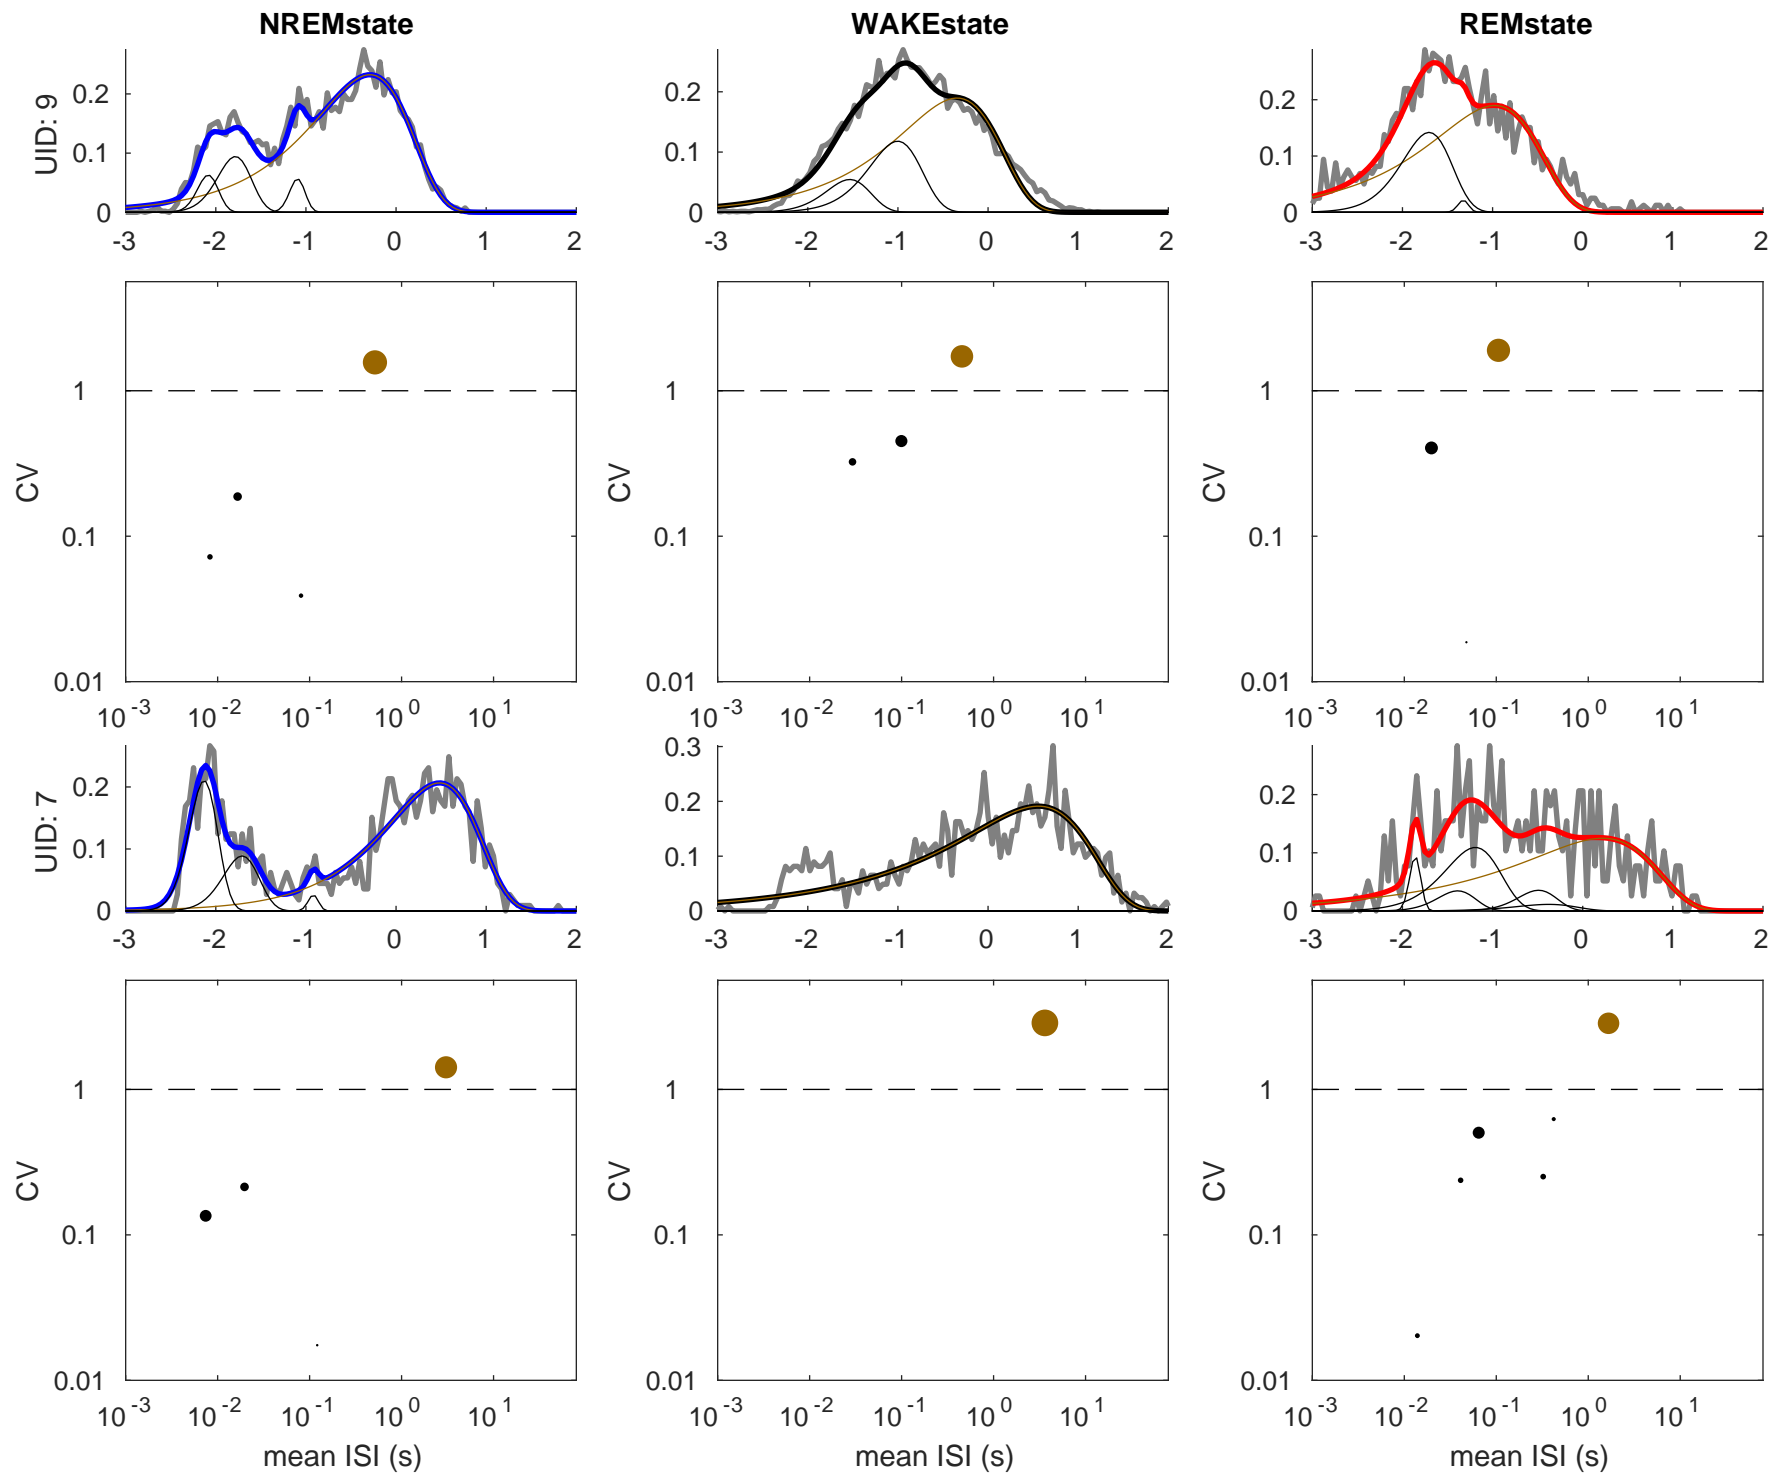 NREMstate WAKEstate REMstate
UID: 9
0.2 0.1 0
-3 -2 -1 0 1 2
0.2 0.1 0
-3 -2 -1 0 1 2
0.2 0.1 0
-3 -2 -1 0 1 2
CV
1 0.1 0.01
10^-3 10^-2 10^-1 10^0 10^1
CV
1 0.1 0.01
10^-3 10^-2 10^-1 10^0 10^1
CV
1 0.1 0.01
10^-3 10^-2 10^-1 10^0 10^1
UID: 7
0.2 0.1 0
-3 -2 -1 0 1 2
0.3 0.2 0.1 0
-3 -2 -1 0 1 2
0.2 0.1 0
-3 -2 -1 0 1 2
CV
1 0.1 0.01
10^-3 10^-2 10^-1 10^0 10^1
mean ISI (s)
CV
1 0.1 0.01
10^-3 10^-2 10^-1 10^0 10^1
mean ISI (s)
CV
1 0.1 0.01
10^-3 10^-2 10^-1 10^0 10^1
mean ISI (s)